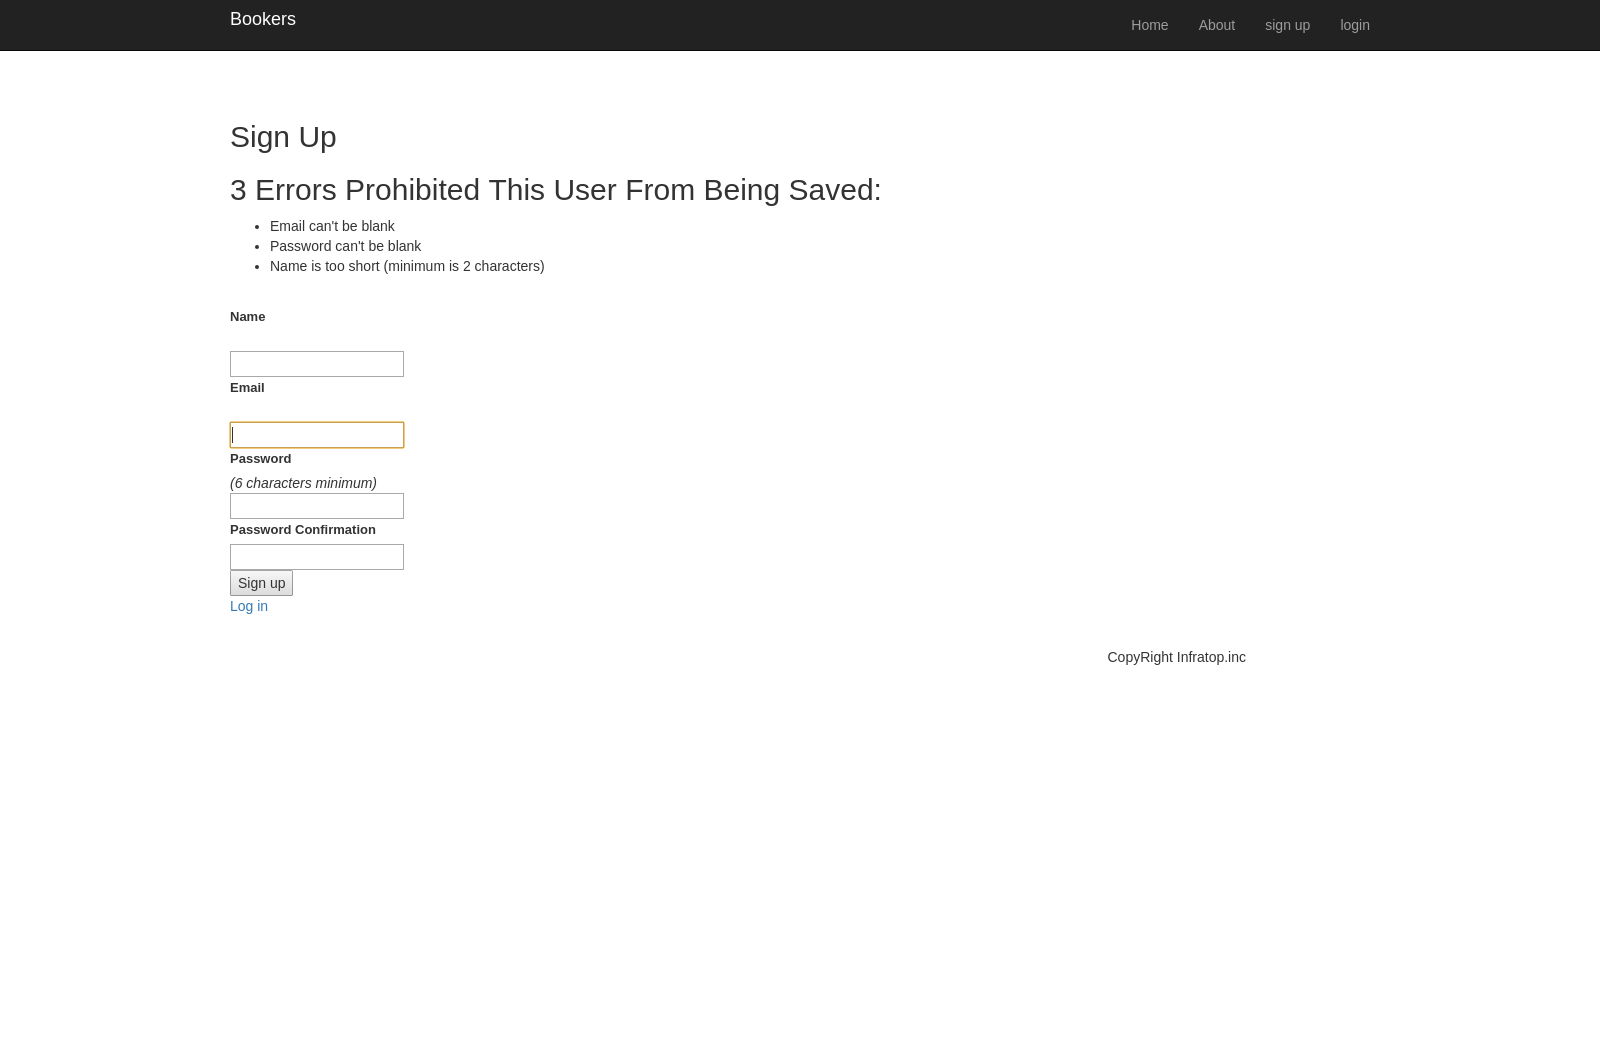 Bookers
Home About sign up login
Sign Up
3 Errors Prohibited This User From Being Saved:
Email can't be blank
Password can't be blank
Name is too short (minimum is 2 characters)
Name
Email
Password
(6 characters minimum)
Password Confirmation
Sign up
Log in
CopyRight Infratop.inc